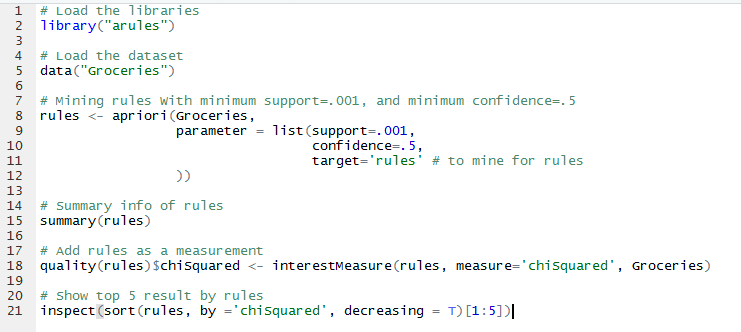 1 # Load the libraries
2 library("arules")
3
4 # Load the dataset
5 data("Groceries")
6
7 # Mining rules With minimum support=.001, and minimum confidence=.5
8 rules <- apriori(Groceries,
9                  parameter = list(support=.001,
10                                  confidence=.5,
11                                  target='rules' # to mine for rules
12                  ))
13
14 # Summary info of rules
15 summary(rules)
16
17 # Add rules as a measurement
18 quality(rules)$chiSquared <- interestMeasure(rules, measure='chiSquared', Groceries)
19
20 # Show top 5 result by rules
21 inspect(sort(rules, by ='chiSquared', decreasing = T)[1:5])